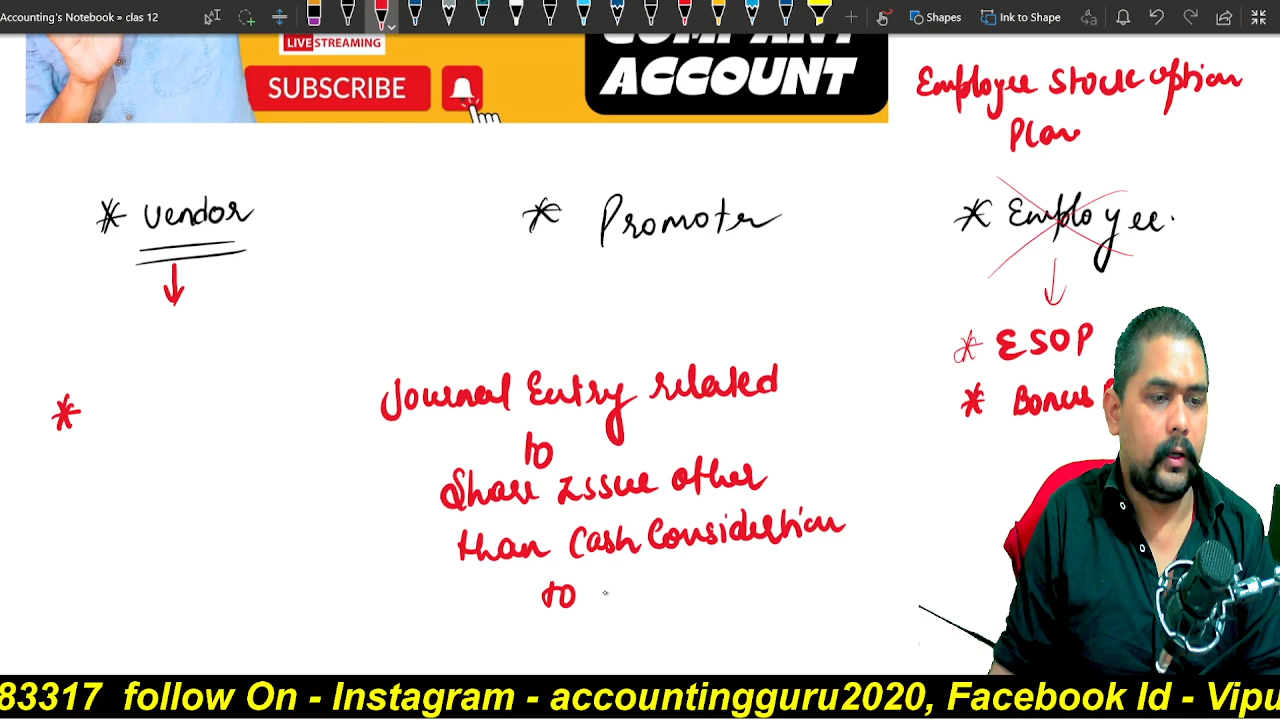 Accounting's Notebook » clas 12
Shapes
Ink to Shape
LIVE STREAMING
SUBSCRIBE
COMPANY
ACCOUNT
Employee Stock option
Plan
* Vendor
* Promoter
* Employee.
* ESOP
* Bonus
Journal Entry related
to
Share Issue other
than Cash Consideration
to
*
83317 follow On - Instagram - accountingguru2020, Facebook Id - Vipu